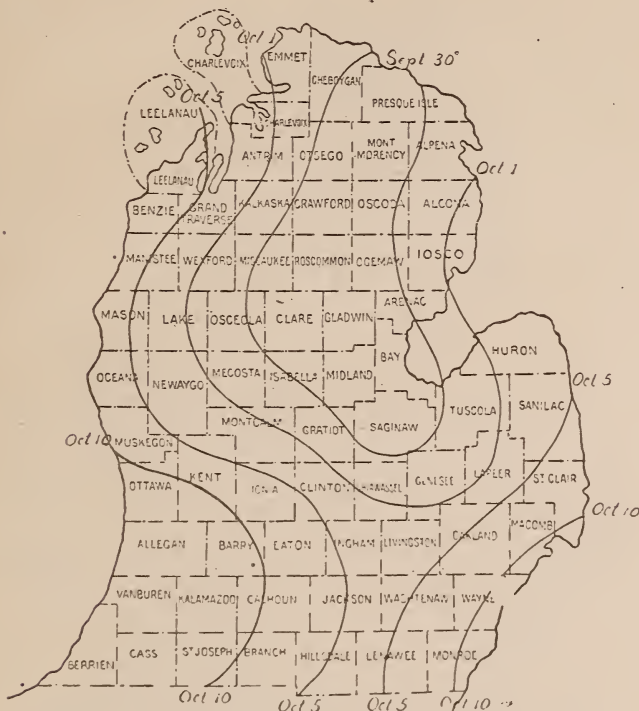 Oct 1
CHARLEVOIX
EMMET
Sept 30°
CHEBOYGAN
PRESQUE ISLE
Oct 5
LEELANAU
HARLEVOIX
ANTRIM
OTSEGO
MONT
MORENCY
ALPENA
Oct 1
LEELANAU
BENZIE
GRAND
TRAVERSE
KALKASKA
CRAWFORD
OSCODA
ALCONA
MANISTEE
WEXFORD
MISSAUKEE
ROSCOMMON
OGEMAW
IOSCO
ARENAC
MASON
LAKE
OSCEOLA
CLARE
GLADWIN
BAY
HURON
OCEANA
NEWAYGO
MECOSTA
ISABELLA
MIDLAND
Oct 5
TUSCOLA
SANILAC
MONTCALM
GRATIOT
SAGINAW
Oct 10
MUSKEGON
OTTAWA
KENT
IONIA
CLINTON
SHIAWASSEE
GENESEE
LAPEER
ST CLAIR
Oct 10
MACOMB
ALLEGAN
BARRY
EATON
INGHAM
LIVINGSTON
OAKLAND
VANBUREN
KALAMAZOO
CALHOUN
JACKSON
WASHTENAW
WAYNE
BERRIEN
CASS
ST JOSEPH
BRANCH
HILLSDALE
LENAWEE
MONROE
Oct 10
Oct 5
Oct 5
Oct 10